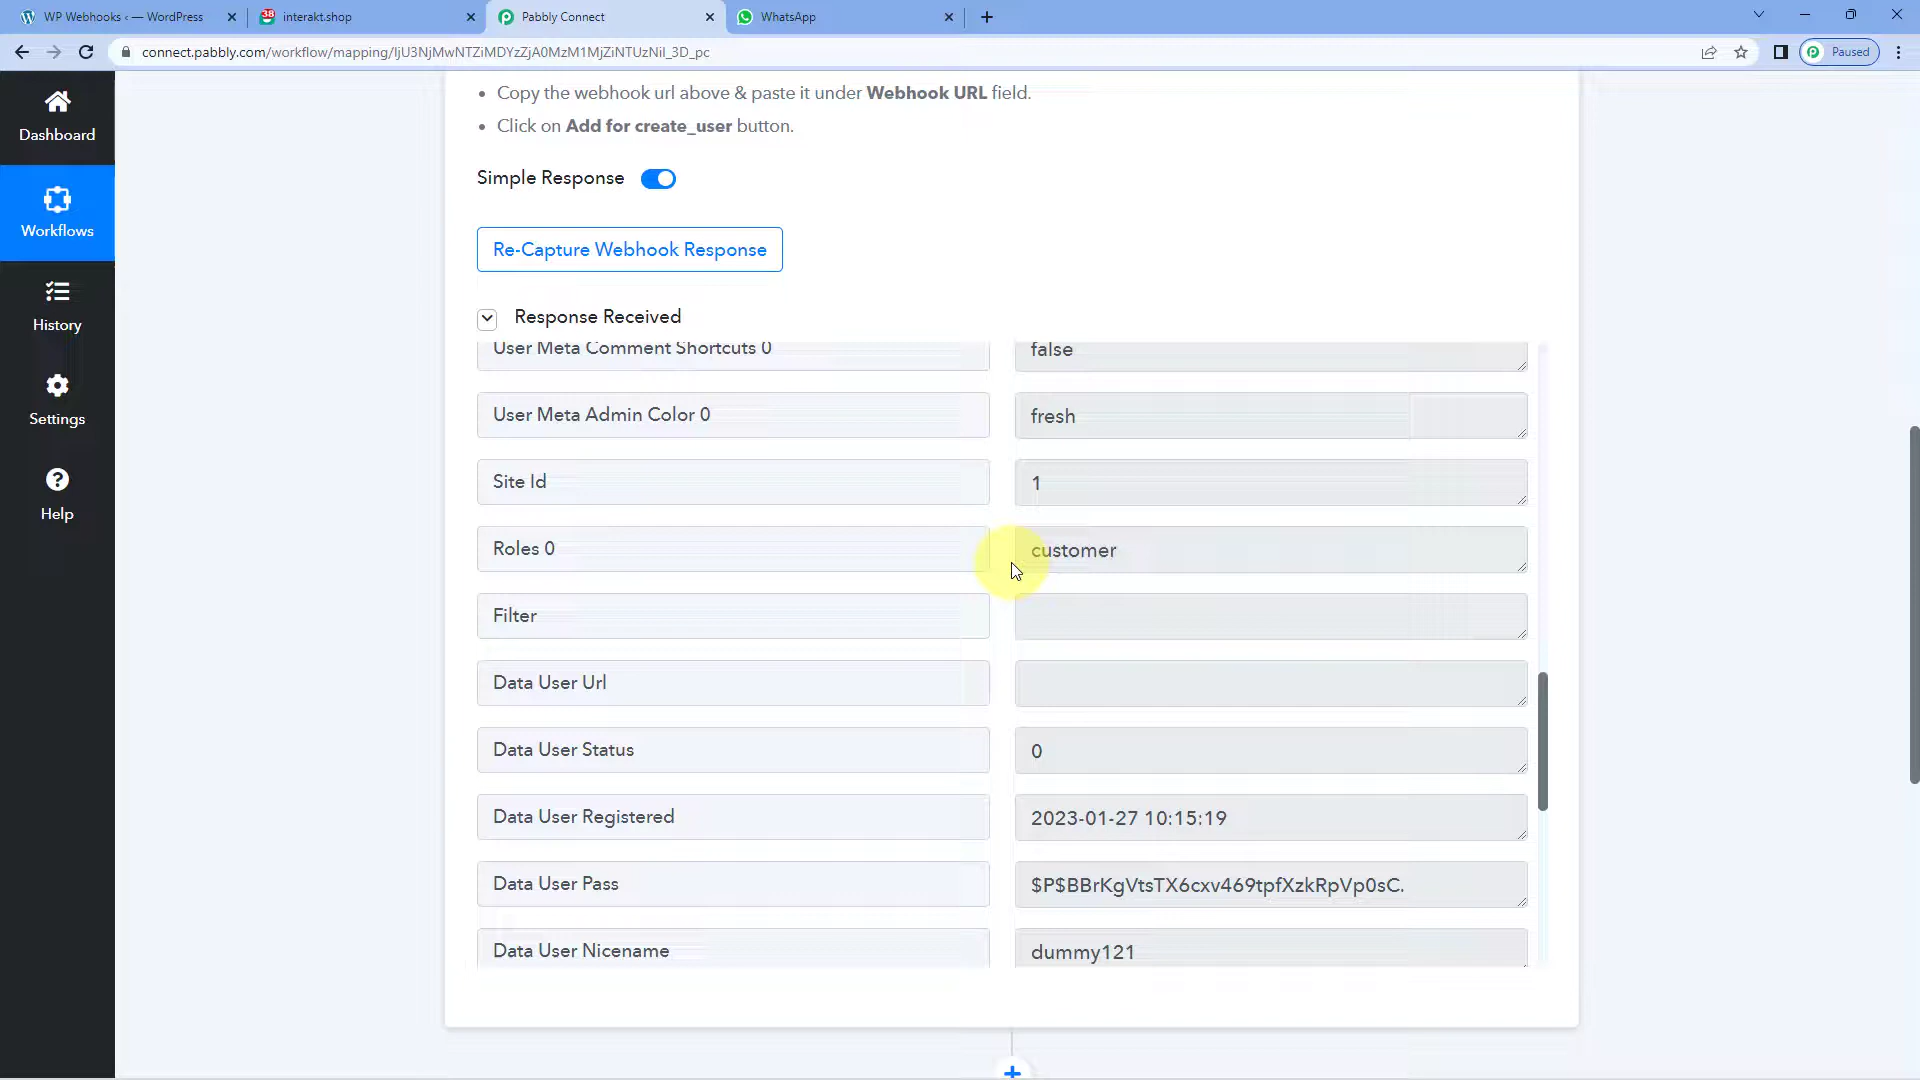 WP Webhooks ‹ — WordPress
38
interakt.shop
Pabbly Connect
WhatsApp
connect.pabbly.com/workflow/mapping/IjU3NjMwNTZiMDYzZjA0MzM1MjZiNTUzNiI_3D_pc
Paused
Dashboard
Workflows
History
Settings
Help
• Copy the webhook url above & paste it under Webhook URL field.
• Click on Add for create_user button.
Simple Response
Re-Capture Webhook Response
Response Received
User Meta Comment Shortcuts 0
false
User Meta Admin Color 0
fresh
Site Id
1
Roles 0
customer
Filter
Data User Url
Data User Status
0
Data User Registered
2023-01-27 10:15:19
Data User Pass
$P$BBrKgVtsTX6cxv469tpfXzkRpVp0sC.
Data User Nicename
dummy121